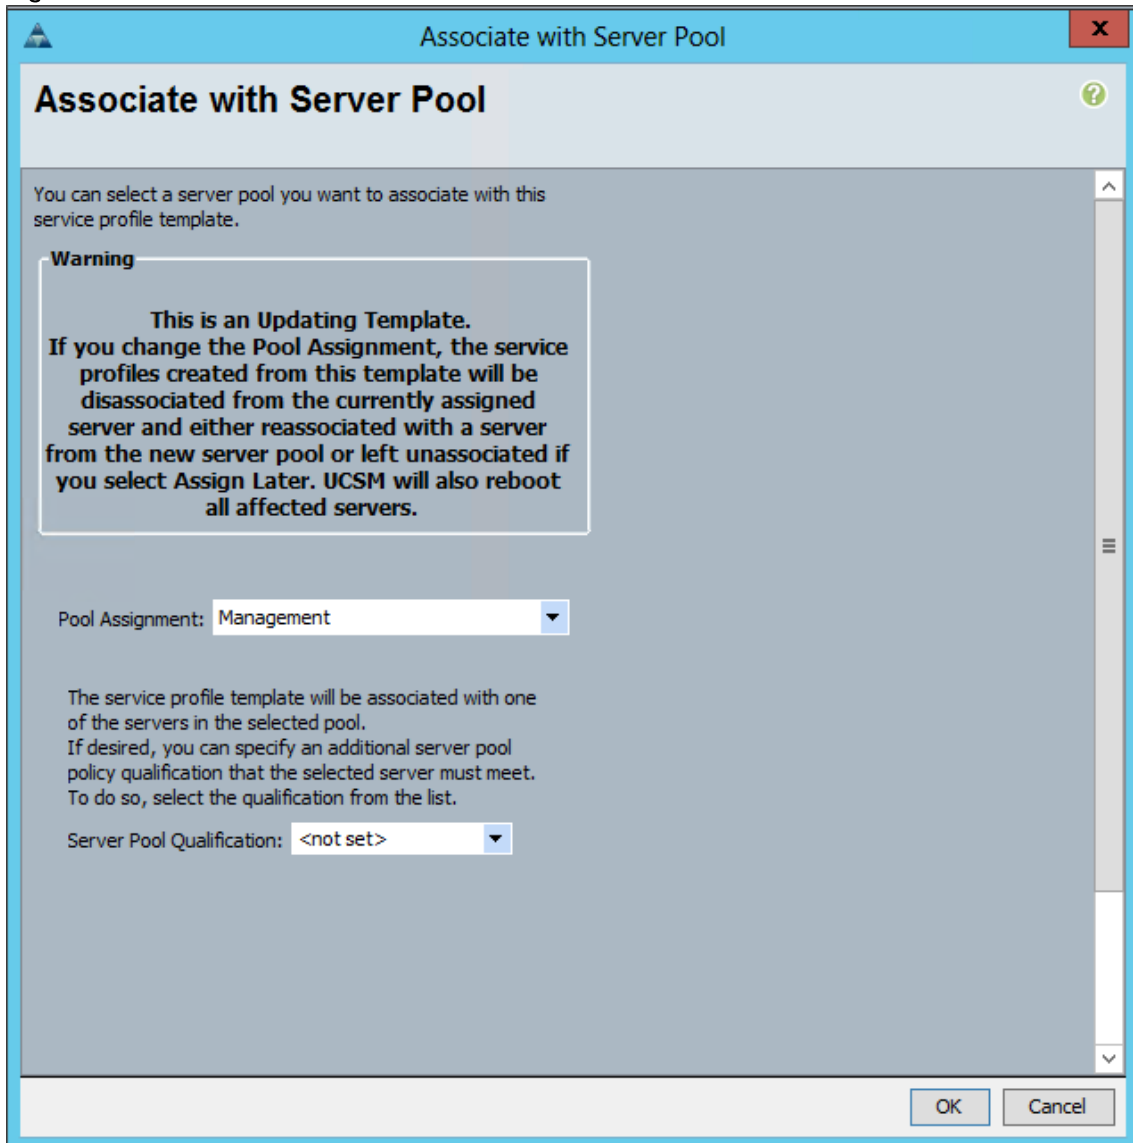 Associate with Server Pool
x
Associate with Server Pool
?
You can select a server pool you want to associate with this
service profile template.
Warning
This is an Updating Template.
If you change the Pool Assignment, the service
profiles created from this template will be
disassociated from the currently assigned
server and either reassociated with a server
from the new server pool or left unassociated if
you select Assign Later. UCSM will also reboot
all affected servers.
Pool Assignment: Management
The service profile template will be associated with one
of the servers in the selected pool.
If desired, you can specify an additional server pool
policy qualification that the selected server must meet.
To do so, select the qualification from the list.
Server Pool Qualification: <not set>
OK Cancel